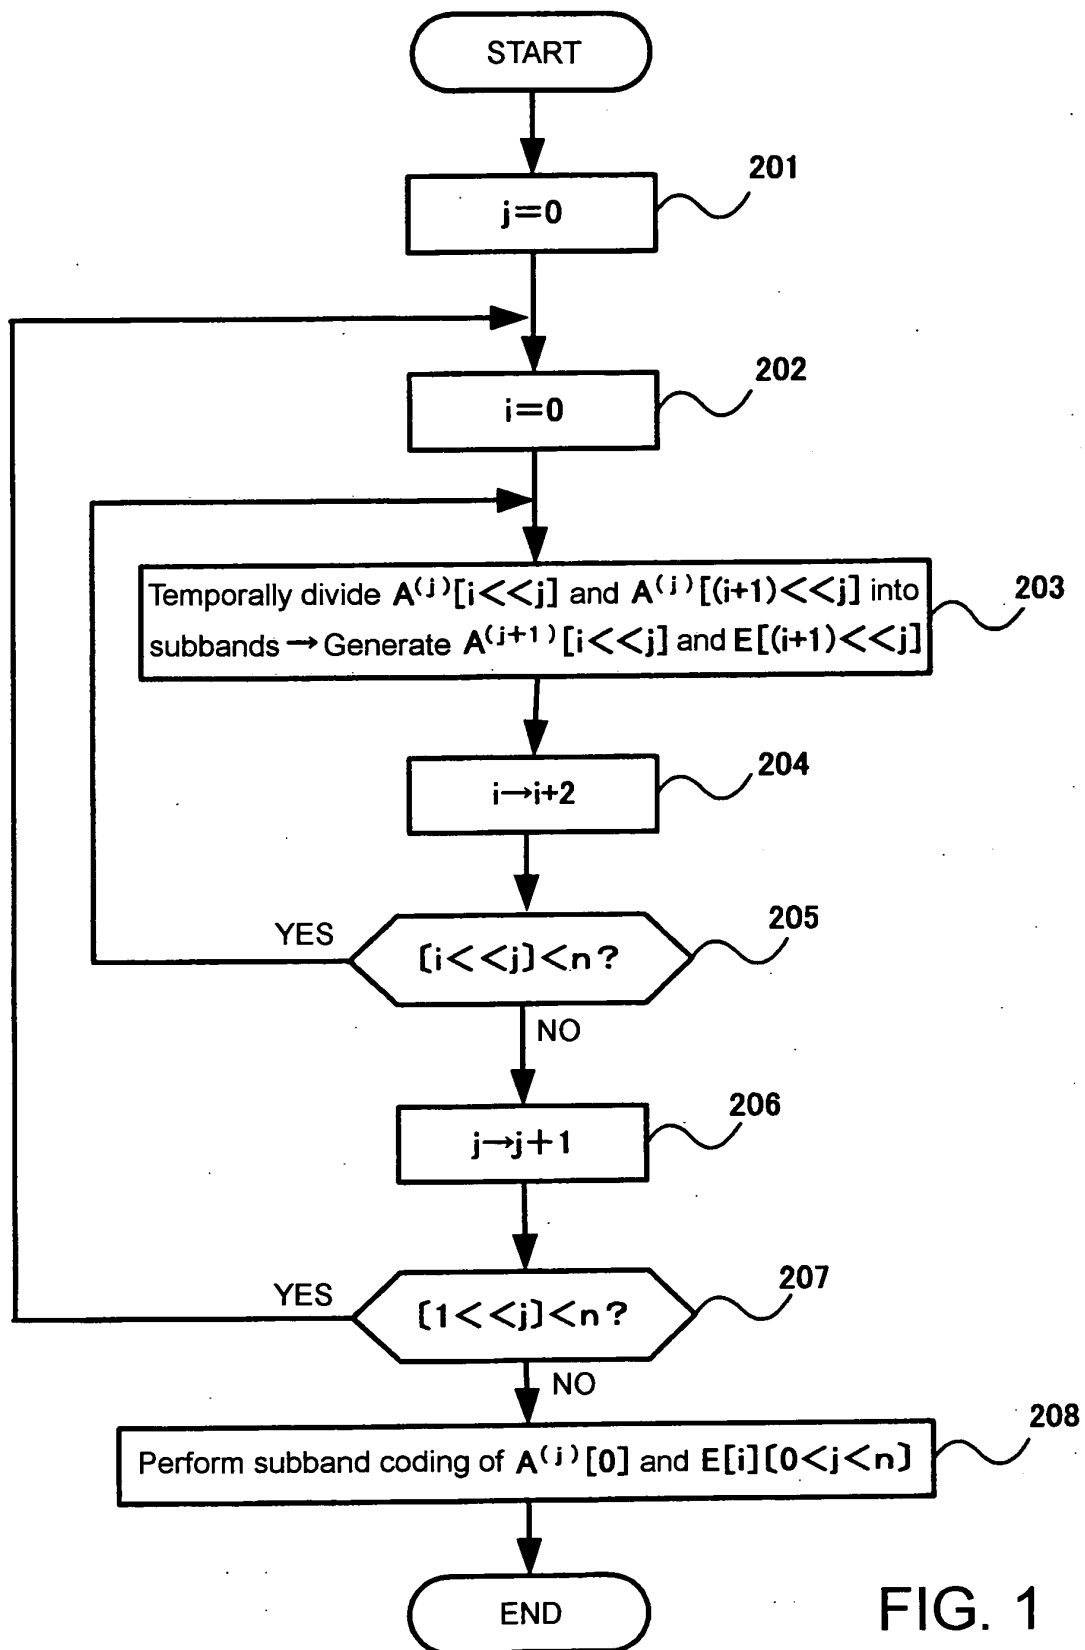 START
201
j=0
202
i=0
203
Temporally divide A^(j)[i<<j] and A^(j)[(i+1)<<j] into
subbands → Generate A^(j+1)[i<<j] and E[(i+1)<<j]
204
i→i+2
205
YES
[i<<j]<n?
NO
206
j→j+1
207
YES
[1<<j]<n?
NO
208
Perform subband coding of A^(j)[0] and E[i][0<j<n]
END
FIG. 1